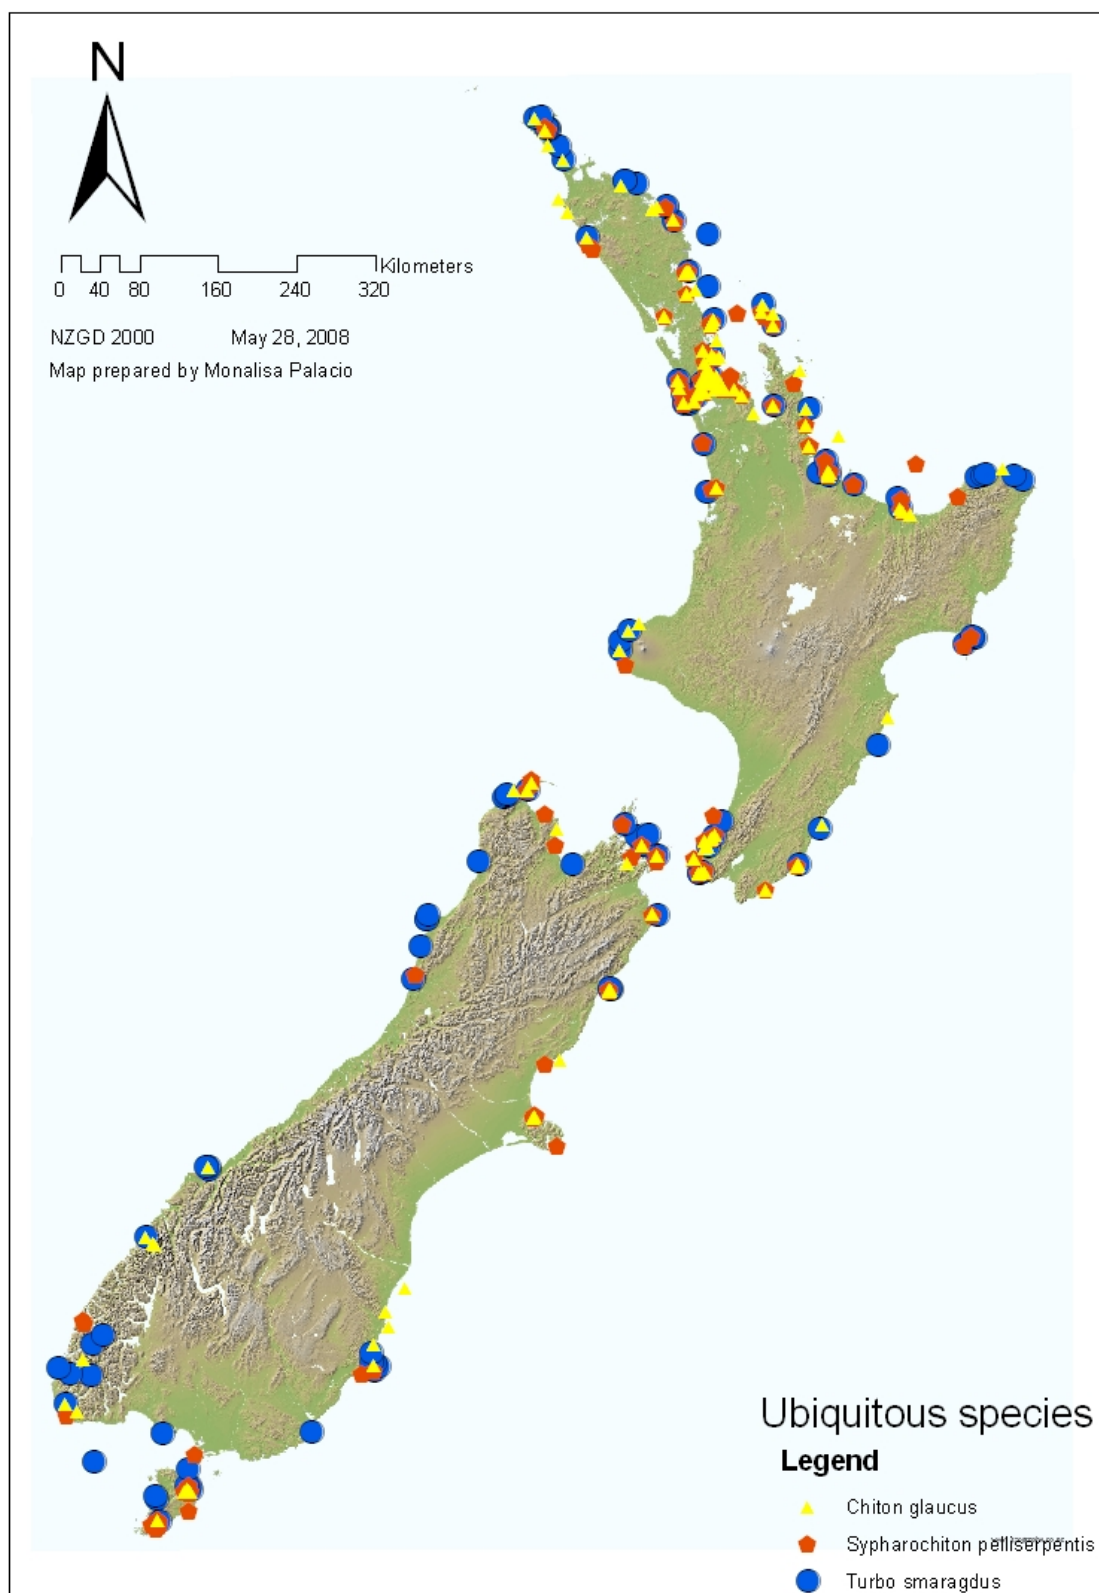 N
Kilometers
0 40 80 160 240 320
NZGD 2000 May 28, 2008
Map prepared by Monalisa Palacio
Ubiquitous species
Legend
Chiton glaucus
Sypharochiton pelliserpentis
Turbo smaragdus